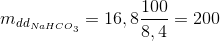 m_{dd_{NaHCO_3}} = 16,8 \frac{100}{8,4} = 200